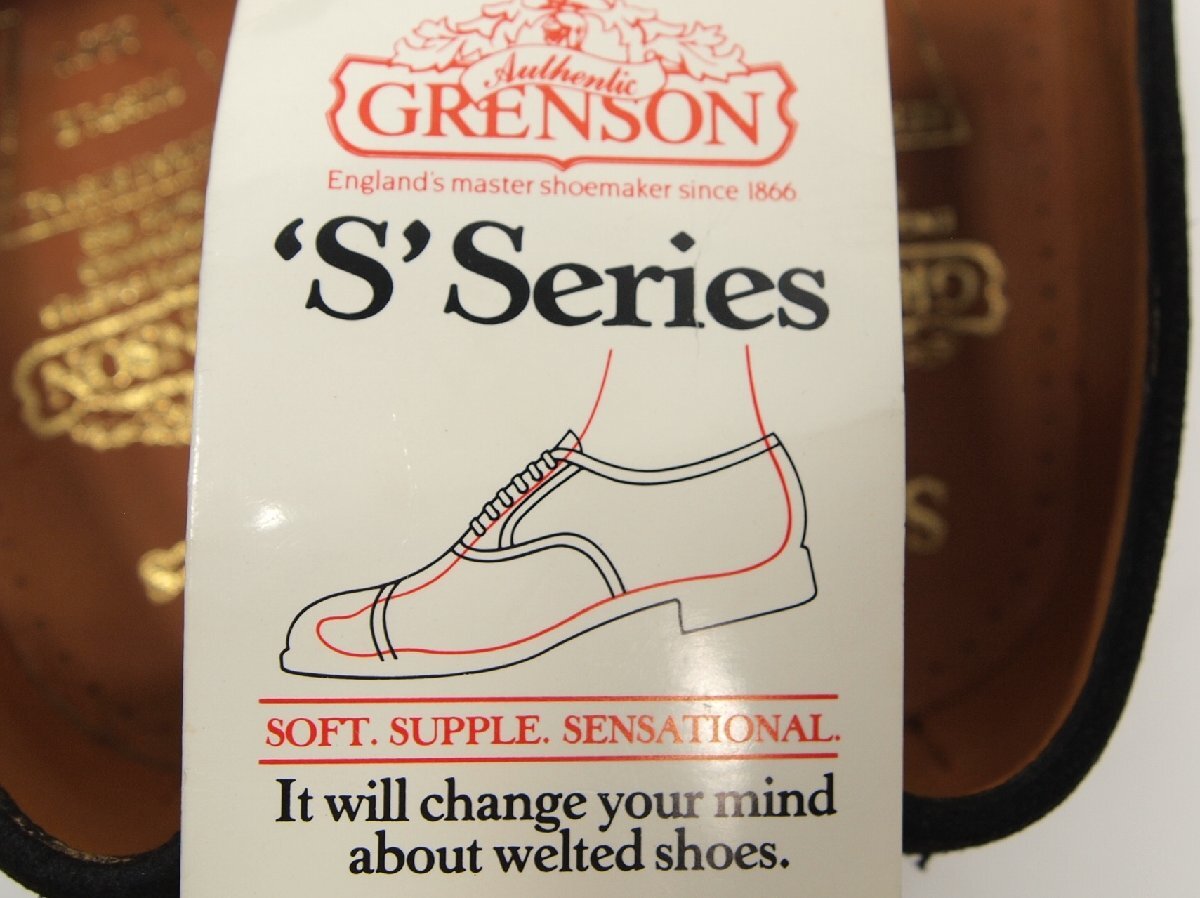 Authentic
GRENSON
England's master shoemaker since 1866
'S' Series
SOFT. SUPPLE. SENSATIONAL.
It will change your mind
about welted shoes.
S